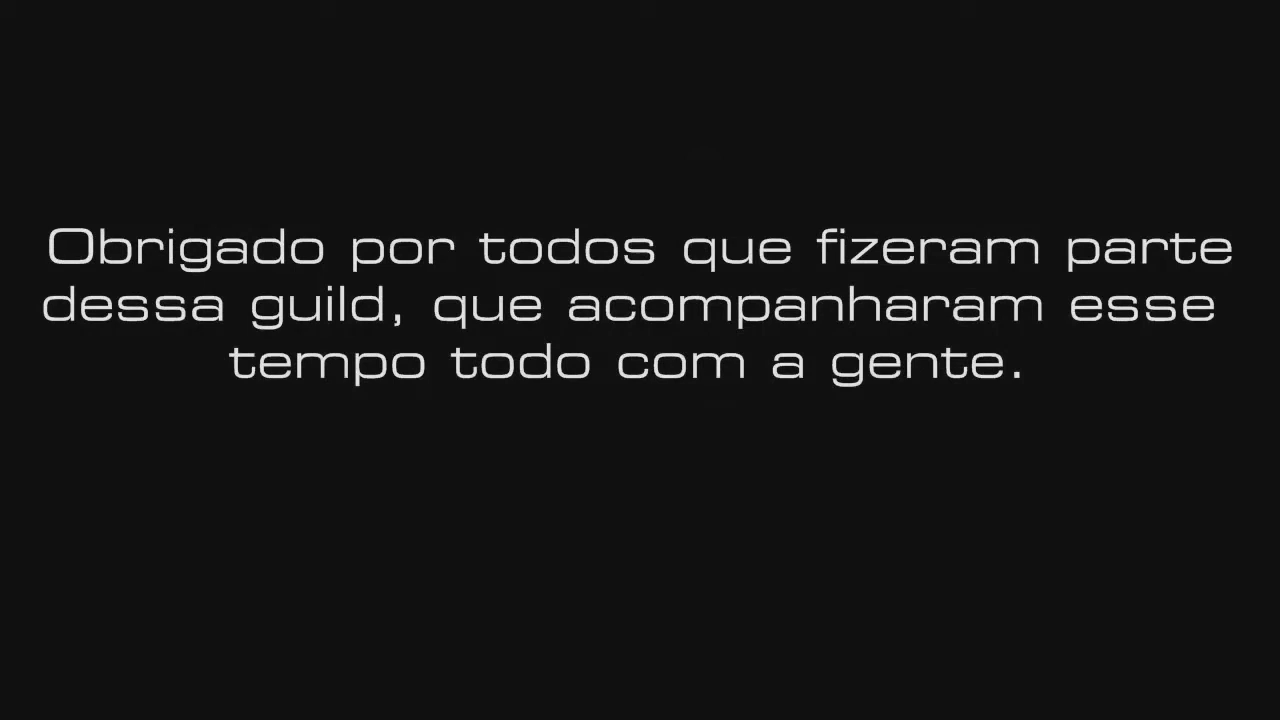 Obrigado por todos que fizeram parte
dessa guild, que acompanharam esse
tempo todo com a gente.